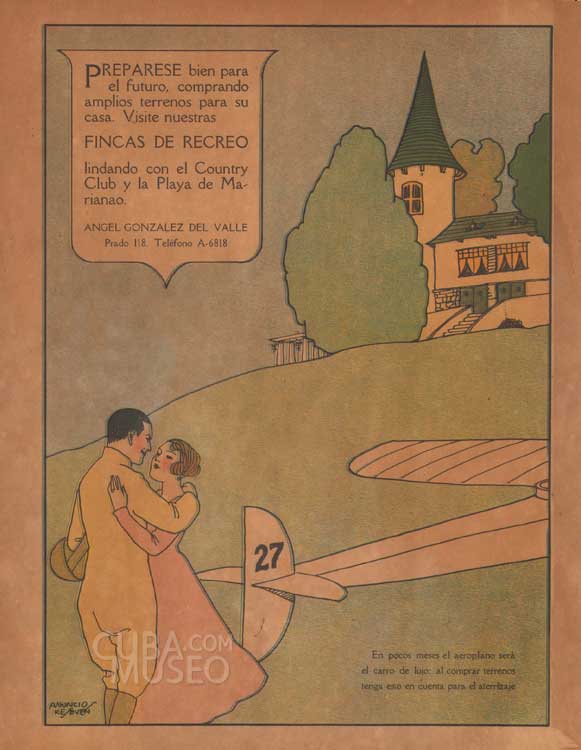 PREPARESE bien para
el futuro, comprando
amplios terrenos para su
casa. Visite nuestras
FINCAS DE RECREO
lindando con el Country
Club y la Playa de Ma-
rianao.
ANGEL GONZALEZ DEL VALLE
Prado 118. Teléfono A-6818
27
En pocos meses el aeroplano será
el carro de lujo: al comprar terrenos
tenga esto en cuenta para el aterrizaje
CUBA.COM
MUSEO
ANUNCIOS
KESEVEN